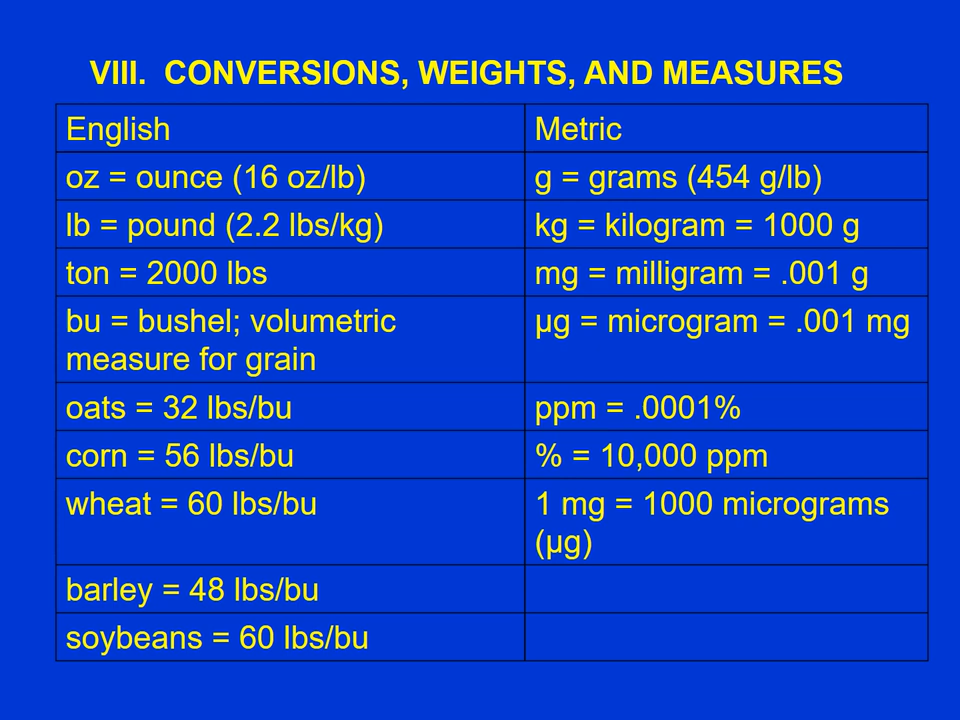 VIII. CONVERSIONS, WEIGHTS, AND MEASURES
English
Metric
oz = ounce (16 oz/lb)
g = grams (454 g/lb)
lb = pound (2.2 lbs/kg)
kg = kilogram = 1000 g
ton = 2000 lbs
mg = milligram = .001 g
bu = bushel; volumetric
measure for grain
µg = microgram = .001 mg
oats = 32 lbs/bu
ppm = .0001%
corn = 56 lbs/bu
% = 10,000 ppm
wheat = 60 lbs/bu
1 mg = 1000 micrograms
(µg)
barley = 48 lbs/bu
soybeans = 60 lbs/bu